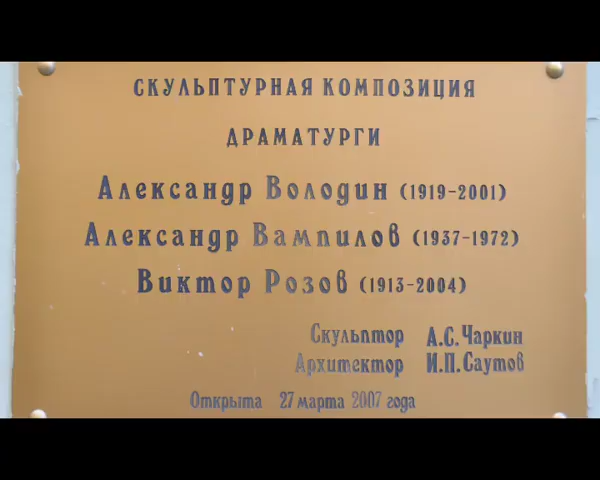 СКУЛЬПТУРНАЯ КОМПОЗИЦИЯ
ДРАМАТУРГИ
Александр Володин (1919-2001)
Александр Вампилов (1937-1972)
Виктор Розов (1913-2004)
Скульптор А.С.Чаркин
Архитектор И.П.Саутов
Открыта 27 марта 2007 года